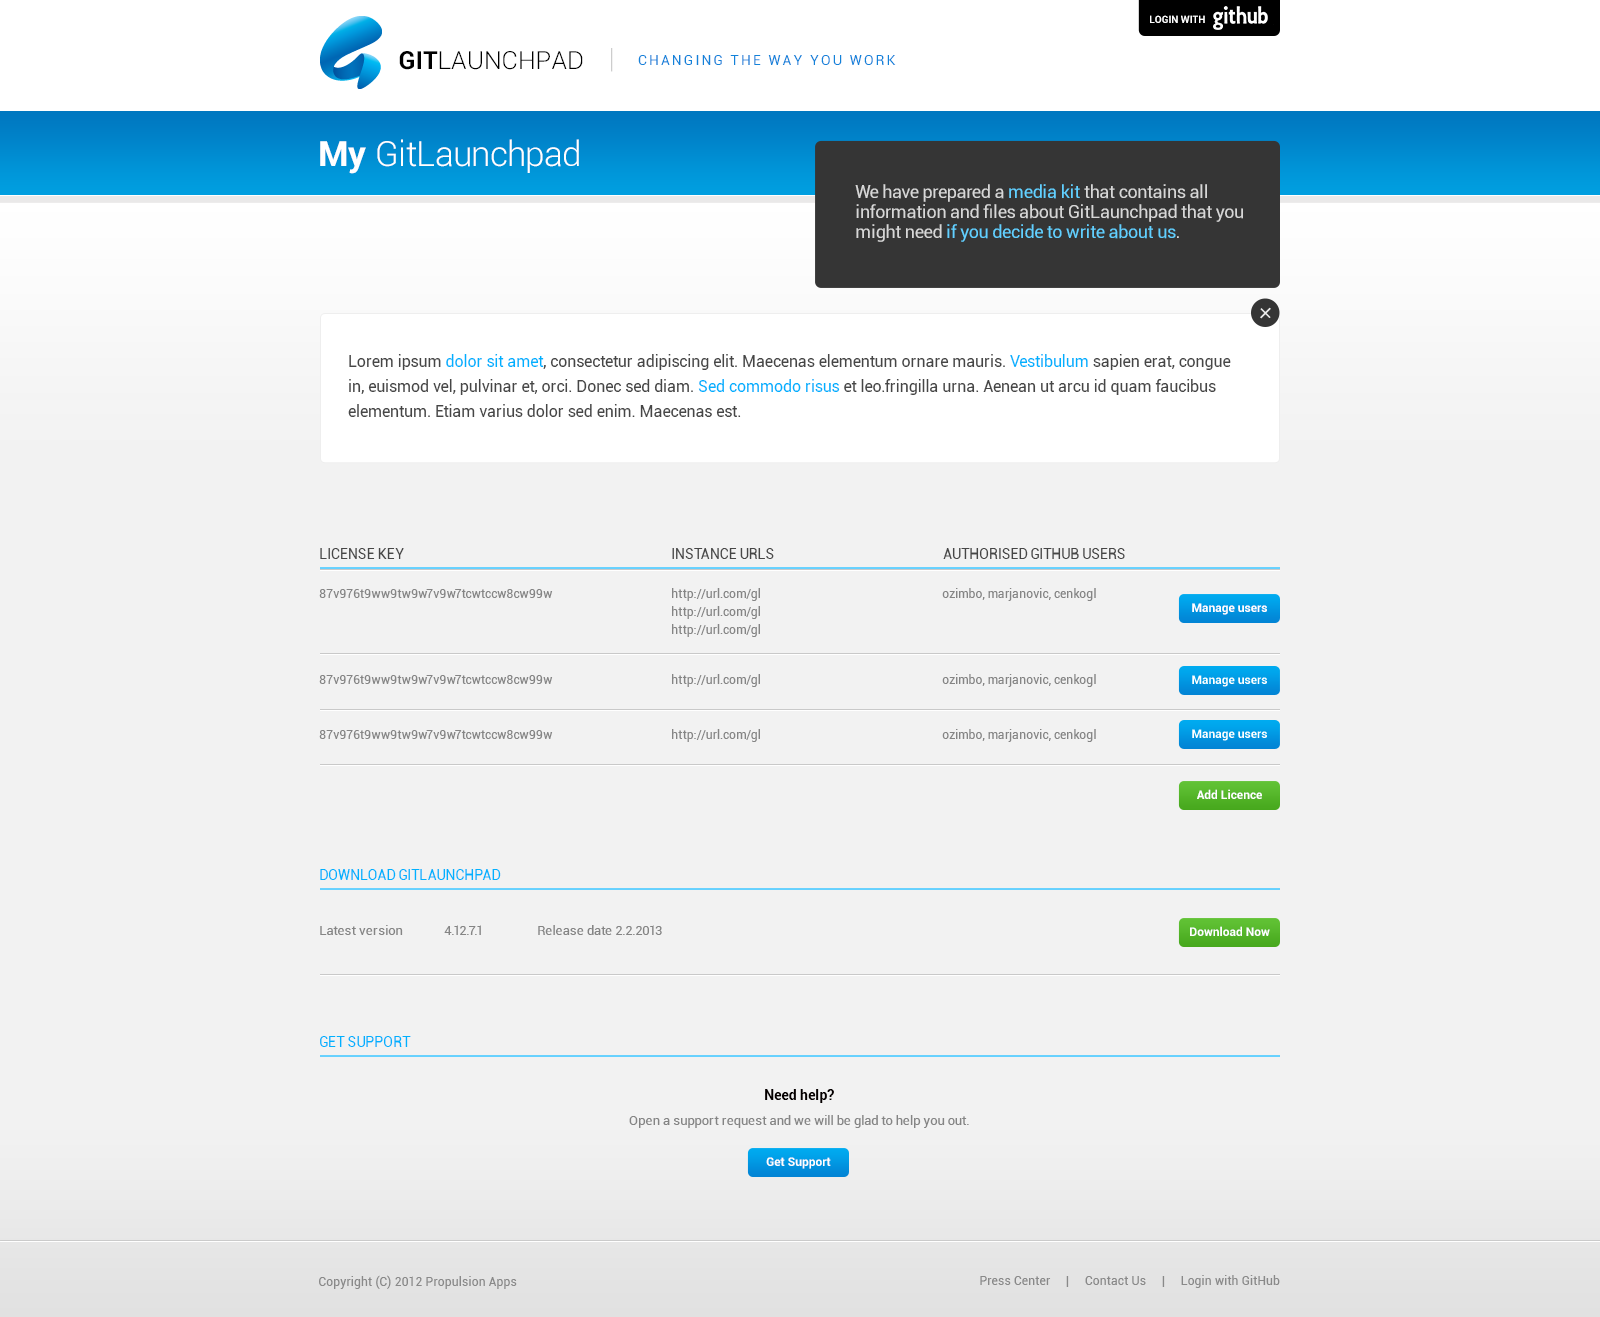 LOGIN WITH github
GITLAUNCHPAD
CHANGING THE WAY YOU WORK
My GitLaunchpad
We have prepared a media kit that contains all
information and files about GitLaunchpad that you
might need if you decide to write about us.
Lorem ipsum dolor sit amet, consectetur adipiscing elit. Maecenas elementum ornare mauris. Vestibulum sapien erat, congue
in, euismod vel, pulvinar et, orci. Donec sed diam. Sed commodo risus et leo.fringilla urna. Aenean ut arcu id quam faucibus
elementum. Etiam varius dolor sed enim. Maecenas est.
LICENSE KEY INSTANCE URLS AUTHORISED GITHUB USERS
87v976t9ww9tw9w7v9w7tcwtccw8cw99w http://url.com/gl ozimbo, marjanovic, cenkogl
http://url.com/gl Manage users
http://url.com/gl
87v976t9ww9tw9w7v9w7tcwtccw8cw99w http://url.com/gl ozimbo, marjanovic, cenkogl Manage users
87v976t9ww9tw9w7v9w7tcwtccw8cw99w http://url.com/gl ozimbo, marjanovic, cenkogl Manage users
Add Licence
DOWNLOAD GITLAUNCHPAD
Latest version 4.12.7.1 Release date 2.2.2013 Download Now
GET SUPPORT
Need help?
Open a support request and we will be glad to help you out.
Get Support
Copyright (C) 2012 Propulsion Apps Press Center | Contact Us | Login with GitHub